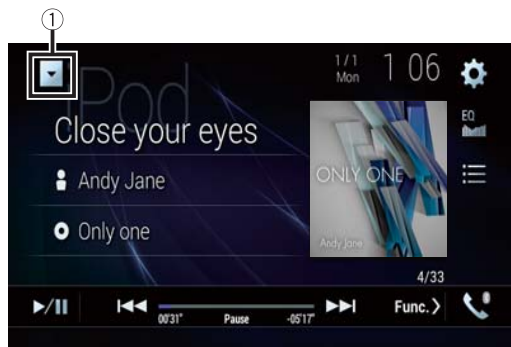 1
iPod
1/1
Mon
1 06
Close your eyes
EQ
Andy Jane
ONLY ONE
Only one
Andy Jane
4/33
00'31"
Pause
-05'17"
Func.